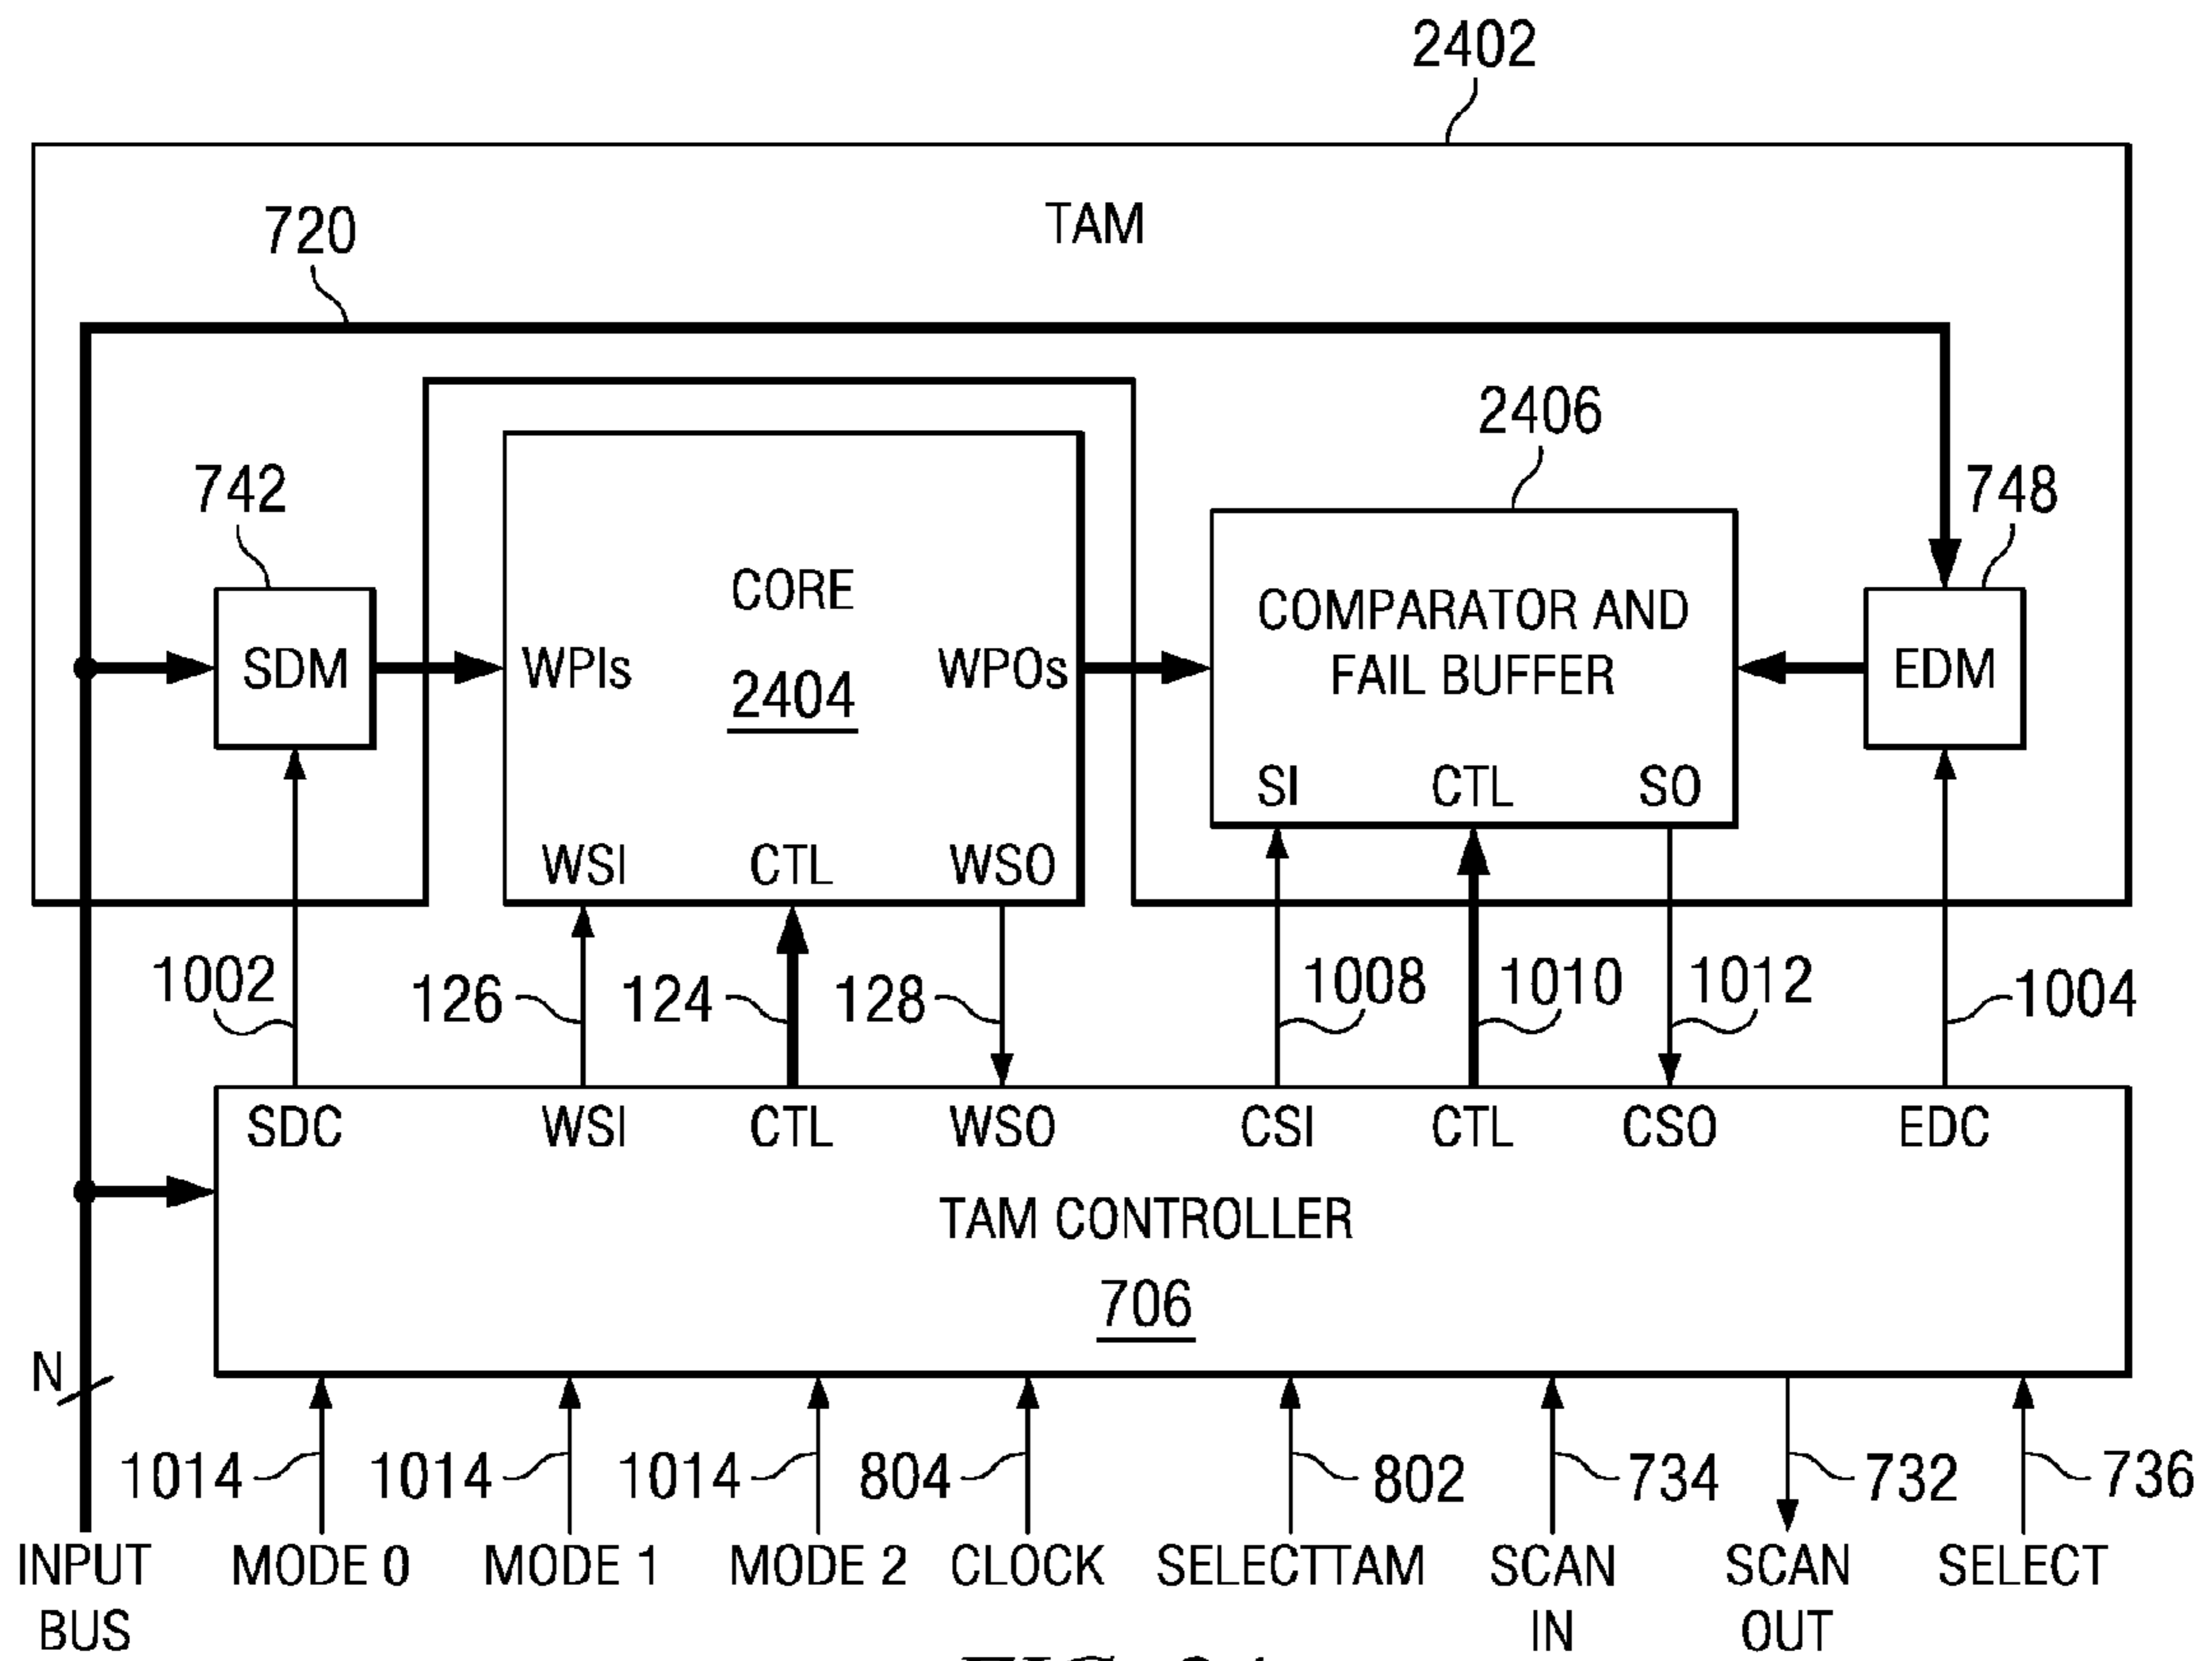 2402
TAM
720
2406
742
748
CORE
2404
COMPARATOR AND
FAIL BUFFER
SDM
WPIs
WPOs
EDM
SI
CTL
SO
WSI
CTL
WSO
1002
126
124
128
1008
1010
1012
1004
SDC
WSI
CTL
WSO
CSI
CTL
CSO
EDC
TAM CONTROLLER
706
N
1014
1014
1014
804
802
734
732
736
INPUT
BUS
MODE 0
MODE 1
MODE 2
CLOCK
SELECTTAM
SCAN
IN
SCAN
OUT
SELECT